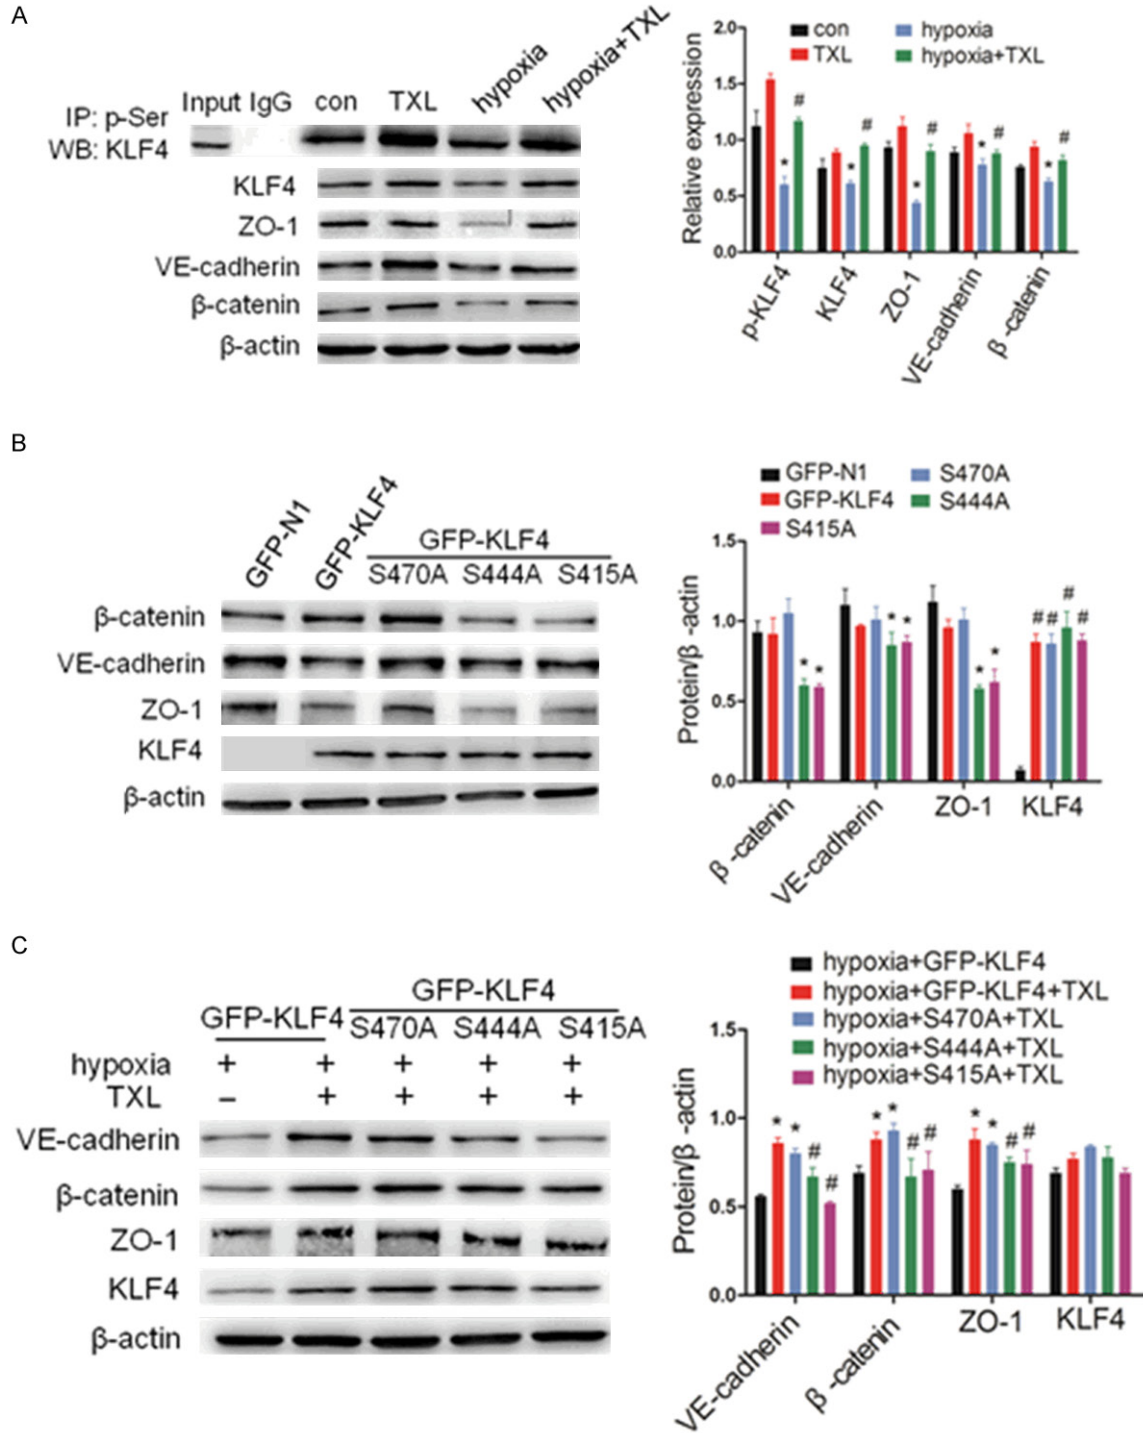 A
Input IgG con TXL hypoxia hypoxia+TXL
IP: p-Ser
WB: KLF4
KLF4
ZO-1
VE-cadherin
β-catenin
β-actin
con
TXL
hypoxia
hypoxia+TXL
Relative expression
2.0
1.5
1.0
0.5
0.0
* # * # * # * # * #
p-KLF4 KLF4 ZO-1 VE-cadherin β-catenin
B
GFP-N1 GFP-KLF4 GFP-KLF4
S470A S444A S415A
β-catenin
VE-cadherin
ZO-1
KLF4
β-actin
GFP-N1
GFP-KLF4
S415A
S470A
S444A
Protein/β -actin
1.5
1.0
0.5
0.0
* * * * * * # # # #
β -catenin VE-cadherin ZO-1 KLF4
C
GFP-KLF4 GFP-KLF4
S470A S444A S415A
hypoxia + + + + +
TXL – + + + +
VE-cadherin
β-catenin
ZO-1
KLF4
β-actin
hypoxia+GFP-KLF4
hypoxia+GFP-KLF4+TXL
hypoxia+S470A+TXL
hypoxia+S444A+TXL
hypoxia+S415A+TXL
Protein/β -actin
1.5
1.0
0.5
0.0
* * # # * * # # * * # #
VE-cadherin β -catenin ZO-1 KLF4